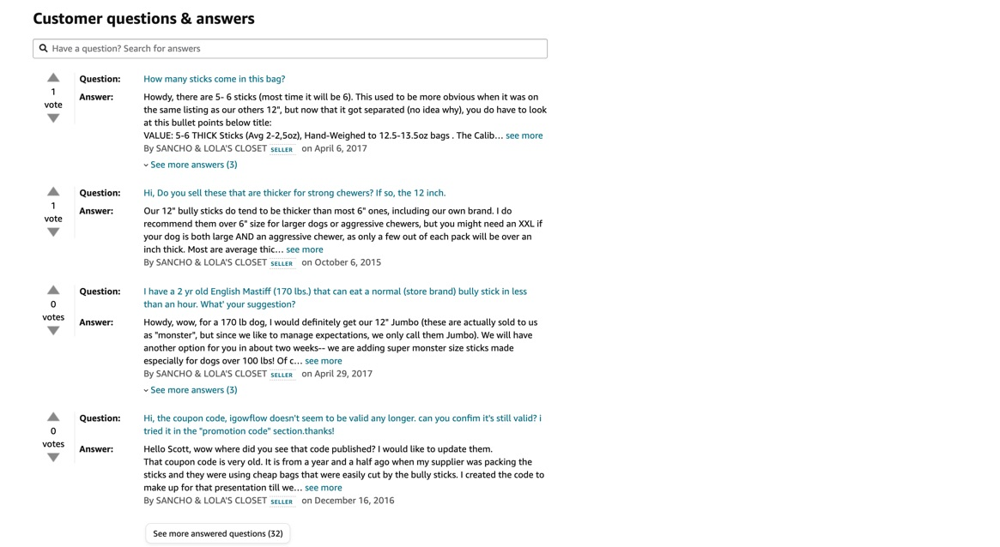 Customer questions & answers
Have a question? Search for answers
1
vote
Question: How many sticks come in this bag?
Answer: Howdy, there are 5- 6 sticks (most time it will be 6). This used to be more obvious when it was on
the same listing as our others 12", but now that it got separated (no idea why), you do have to look
at this bullet points below title:
VALUE: 5-6 THICK Sticks (Avg 2-2,5oz), Hand-Weighed to 12.5-13.5oz bags . The Calib… see more
By SANCHO & LOLA'S CLOSET SELLER on April 6, 2017
See more answers (3)
1
vote
Question: Hi, Do you sell these that are thicker for strong chewers? If so, the 12 inch.
Answer: Our 12" bully sticks do tend to be thicker than most 6" ones, including our own brand. I do
recommend them over 6" size for larger dogs or aggressive chewers, but you might need an XXL if
your dog is both large AND an aggressive chewer, as only a few out of each pack will be over an
inch thick. Most are average thic… see more
By SANCHO & LOLA'S CLOSET SELLER on October 6, 2015
0
votes
Question: I have a 2 yr old English Mastiff (170 lbs.) that can eat a normal (store brand) bully stick in less
than an hour. What' your suggestion?
Answer: Howdy, wow, for a 170 lb dog, I would definitely get our 12" Jumbo (these are actually sold to us
as "monster", but since we like to manage expectations, we only call them Jumbo). We will have
another option for you in about two weeks-- we are adding super monster size sticks made
especially for dogs over 100 lbs! Of c… see more
By SANCHO & LOLA'S CLOSET SELLER on April 29, 2017
See more answers (3)
0
votes
Question: Hi, the coupon code, igowflow doesn't seem to be valid any longer. can you confim it's still valid? i
tried it in the "promotion code" section.thanks!
Answer: Hello Scott, wow where did you see that code published? I would like to update them.
That coupon code is very old. It is from a year and a half ago when my supplier was packing the
sticks and they were using cheap bags that were easily cut by the bully sticks. I created the code to
make up for that presentation till we… see more
By SANCHO & LOLA'S CLOSET SELLER on December 16, 2016
See more answered questions (32)